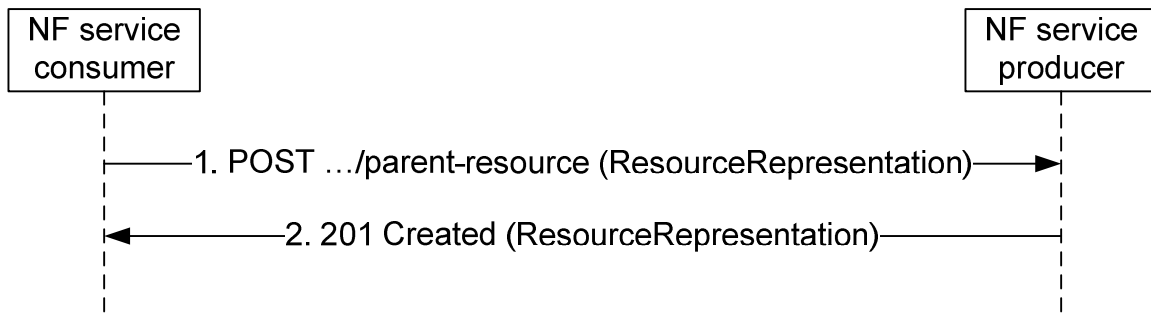 NF service
consumer
NF service
producer
1. POST …/parent-resource (ResourceRepresentation)
2. 201 Created (ResourceRepresentation)